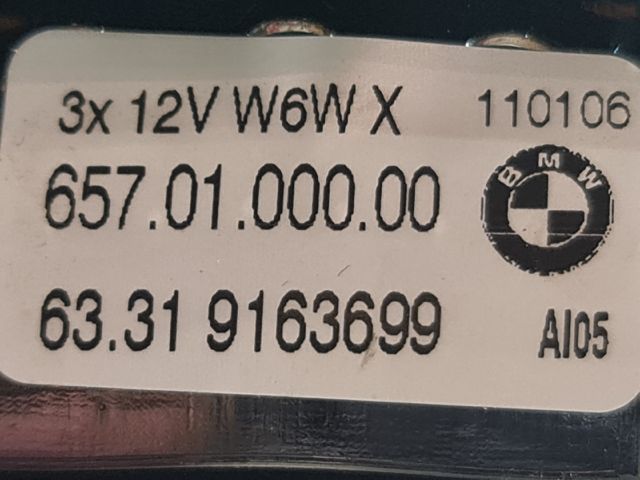 3x 12V W6W X 110106
657.01.000.00
BMW
63.31 9163699
AI05